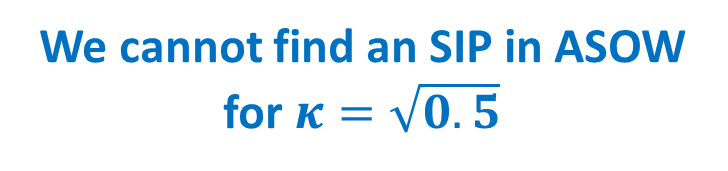 We cannot find an SIP in ASOW
for κ = √0.5